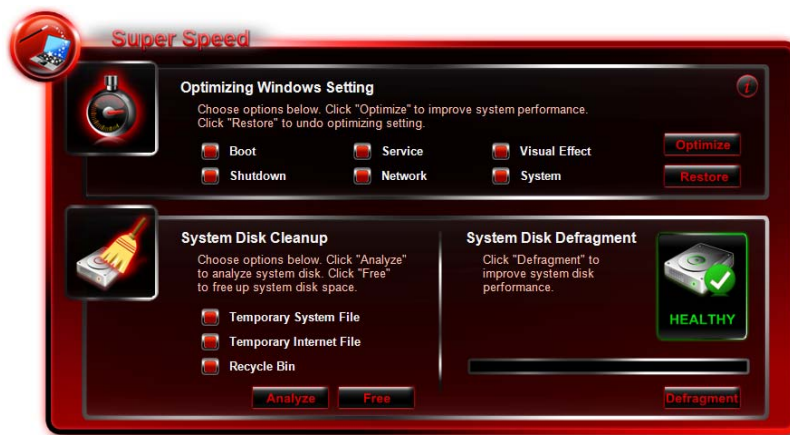 Super Speed
Optimizing Windows Setting
Choose options below. Click "Optimize" to improve system performance.
Click "Restore" to undo optimizing setting.
Boot
Service
Visual Effect
Optimize
Shutdown
Network
System
Restore
System Disk Cleanup
Choose options below. Click "Analyze"
to analyze system disk. Click "Free"
to free up system disk space.
Temporary System File
Temporary Internet File
Recycle Bin
Analyze
Free
System Disk Defragment
Click "Defragment" to
improve system disk
performance.
HEALTHY
Defragment